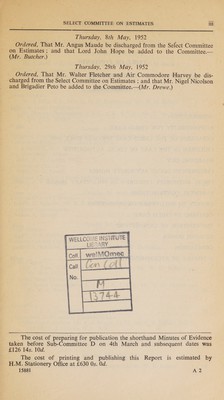 SELECT COMMITTEE ON ESTIMATES iii
Thursday, 8th May, 1952
Ordered, That Mr. Angus Maude be discharged from the Select Committee
on Estimates; and that Lord John Hope be added to the Committee.—
(Mr. Butcher.)
Thursday, 29th May, 1952
Ordered, That Mr. Walter Fletcher and Air Commodore Harvey be dis-
charged from the Select Committee on Estimates; and that Mr. Nigel Nicolson
and Brigadier Peto be added to the Committee.—(Mr. Drewe.)
WELLCOME INSTITUTE
LIBRARY
Coll. welMOmec
Call Gen Coll
No. M
13744
The cost of preparing for publication the shorthand Minutes of Evidence
taken before Sub-Committee D on 4th March and subsequent dates was
£126 14s. 10d.
The cost of printing and publishing this Report is estimated by
H.M. Stationery Office at £630 0s. 0d.
15881 A 2